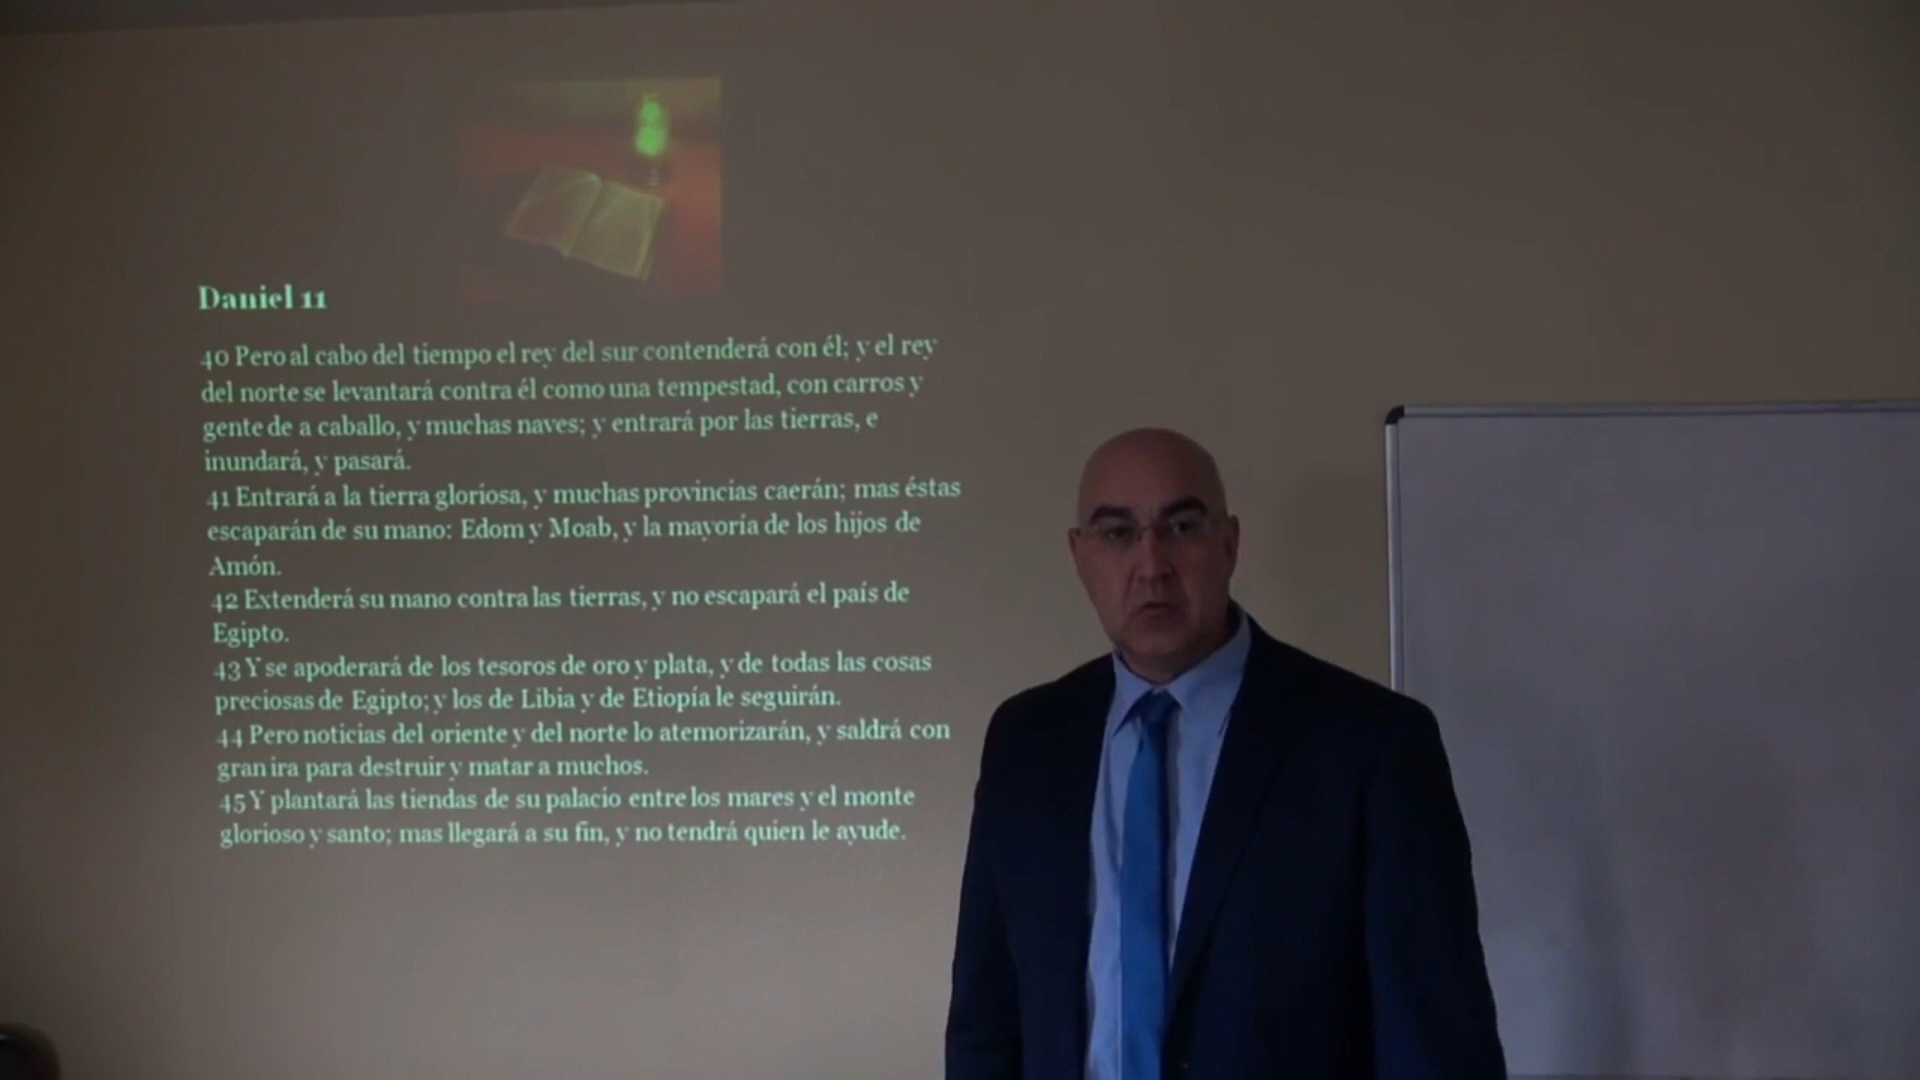 Daniel 11
40 Pero al cabo del tiempo el rey del sur contenderá con él; y el rey
del norte se levantará contra él como una tempestad, con carros y
gente de a caballo, y muchas naves; y entrará por las tierras, e
inundará, y pasará.
41 Entrará a la tierra gloriosa, y muchas provincias caerán; mas éstas
escaparán de su mano: Edom y Moab, y la mayoría de los hijos de
Amón.
42 Extenderá su mano contra las tierras, y no escapará el país de
Egipto.
43 Y se apoderará de los tesoros de oro y plata, y de todas las cosas
preciosas de Egipto; y los de Libia y de Etiopía le seguirán.
44 Pero noticias del oriente y del norte lo atemorizarán, y saldrá con
gran ira para destruir y matar a muchos.
45 Y plantará las tiendas de su palacio entre los mares y el monte
glorioso y santo; mas llegará a su fin, y no tendrá quien le ayude.